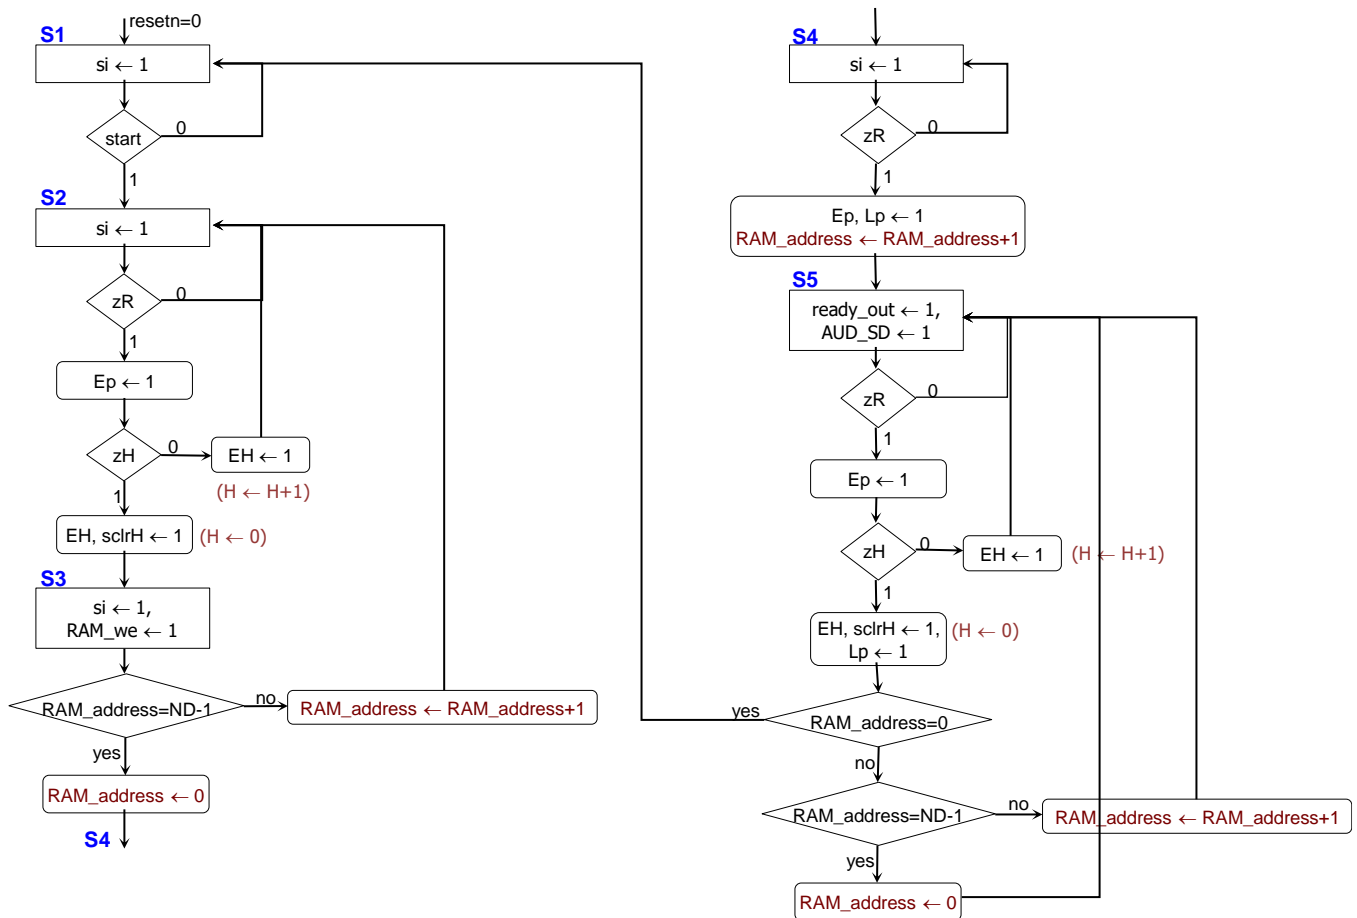 resetn=0
S1
si ← 1
start
0
1
S2
si ← 1
zR
0
1
Ep ← 1
zH
0
EH ← 1
(H ← H+1)
1
EH, sclrH ← 1
(H ← 0)
S3
si ← 1,
RAM_we ← 1
RAM_address=ND-1
no
RAM_address ← RAM_address+1
yes
RAM_address ← 0
S4
S4
si ← 1
zR
0
1
Ep, Lp ← 1
RAM_address ← RAM_address+1
S5
ready_out ← 1,
AUD_SD ← 1
zR
0
1
Ep ← 1
zH
0
EH ← 1
(H ← H+1)
1
EH, sclrH ← 1,
Lp ← 1
(H ← 0)
yes
RAM_address=0
no
RAM_address=ND-1
no
RAM_address ← RAM_address+1
yes
RAM_address ← 0